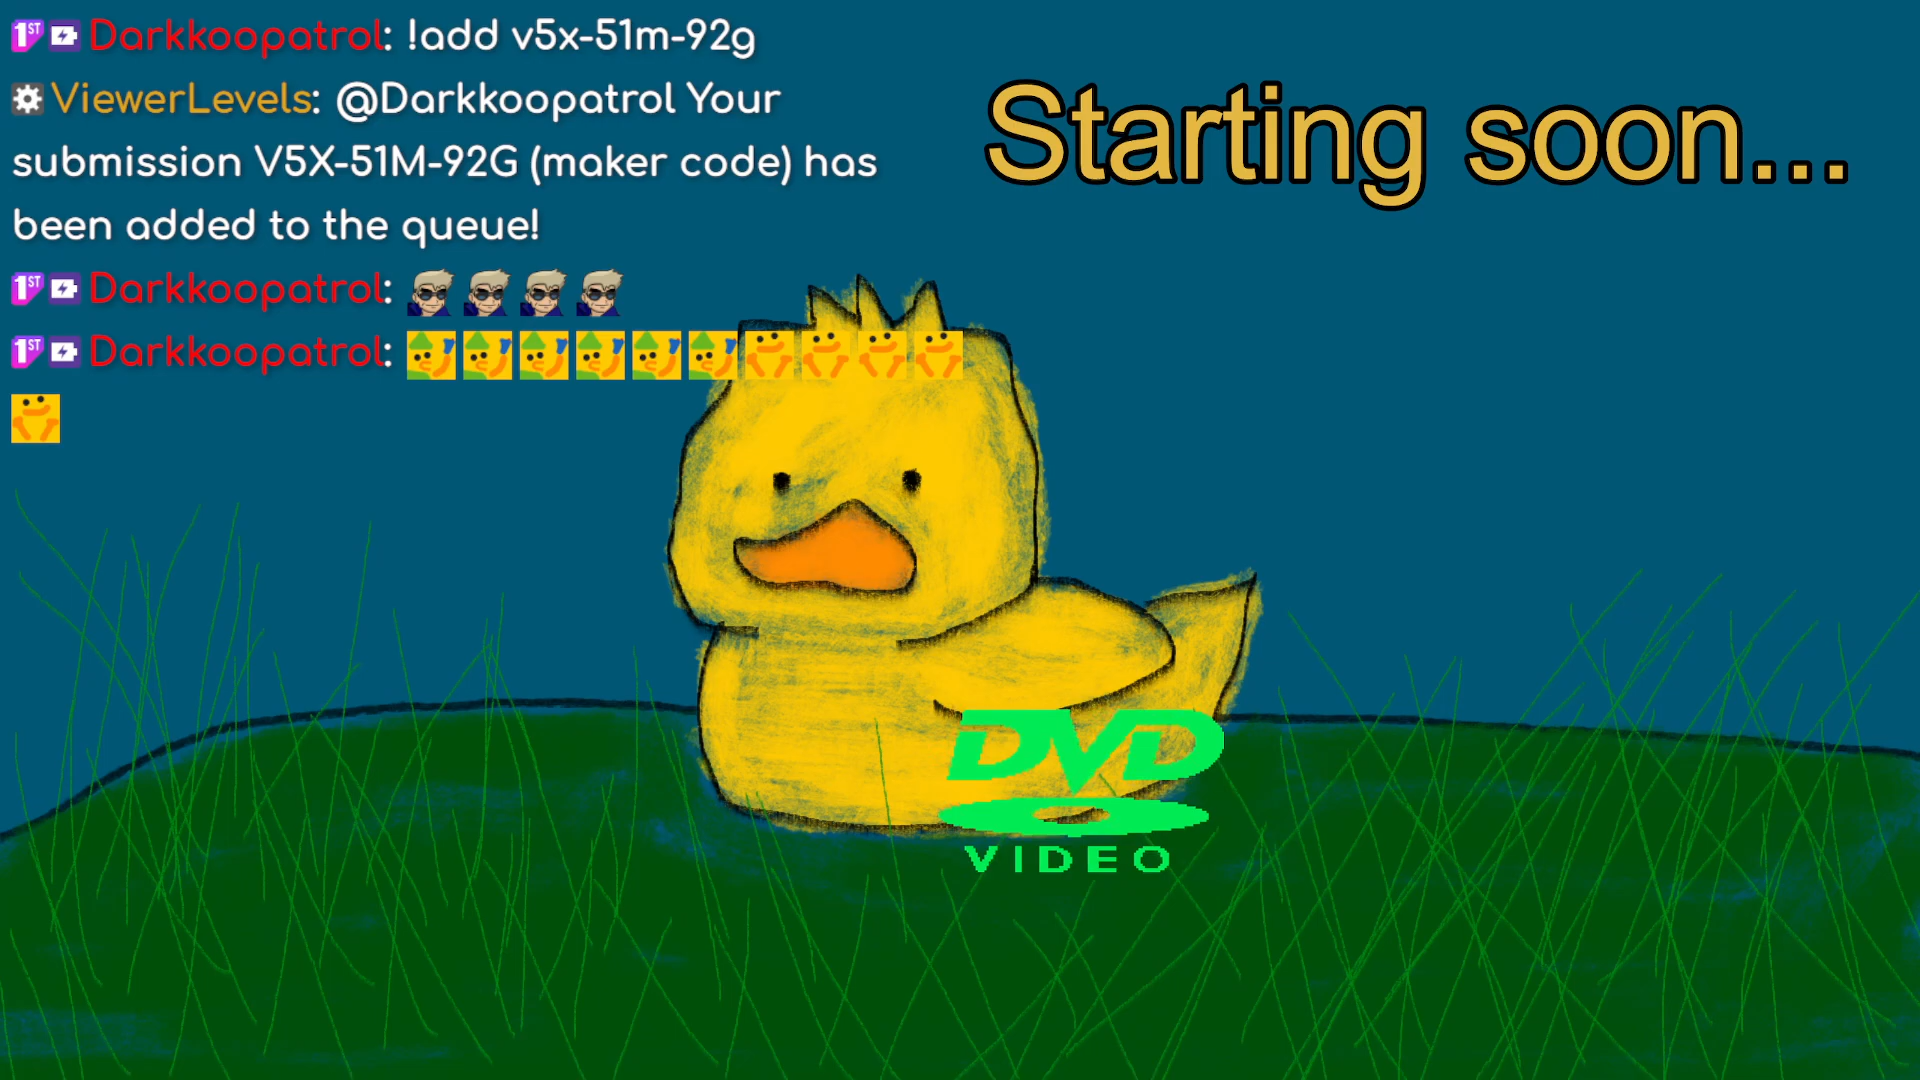 Darkkoopatrol: !add v5x-51m-92g
ViewerLevels: @Darkkoopatrol Your
submission V5X-51M-92G (maker code) has
been added to the queue!
Darkkoopatrol:
Darkkoopatrol:
Starting soon...
DVD
VIDEO